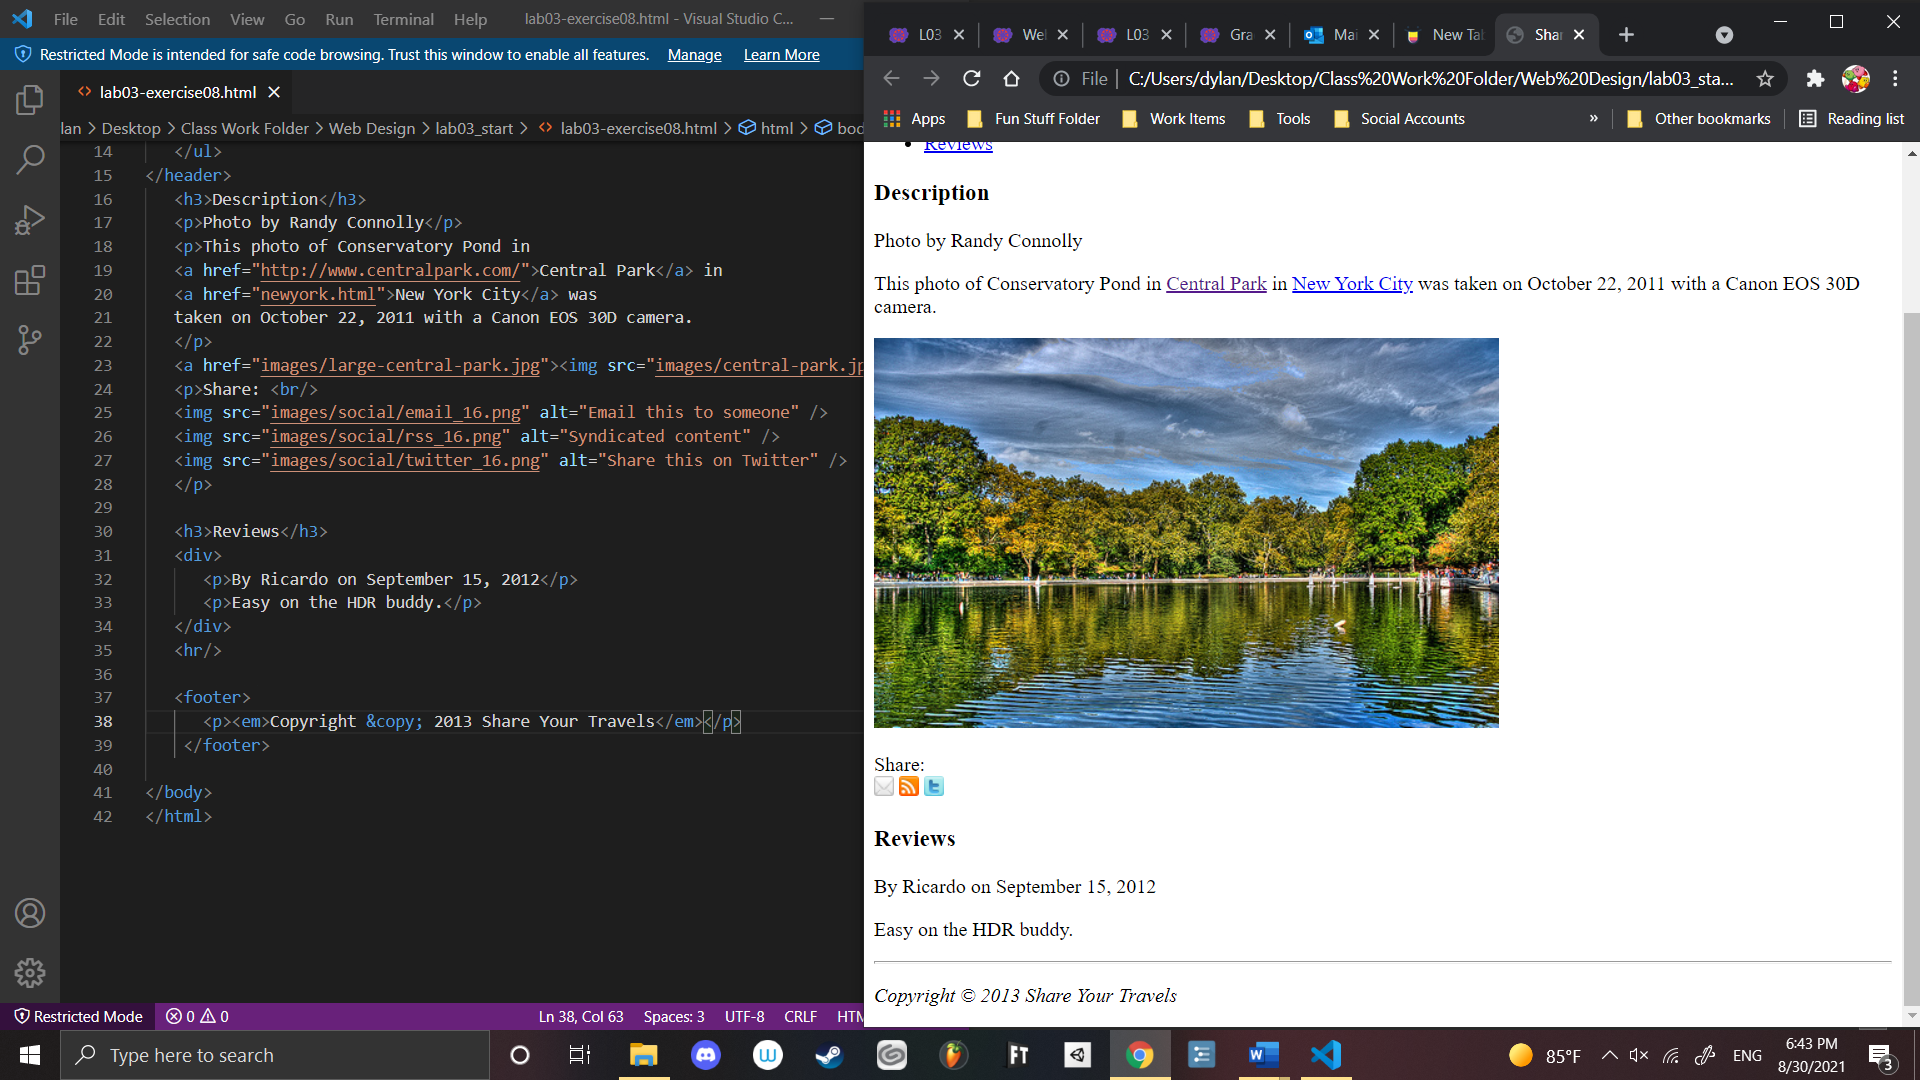 File Edit Selection View Go Run Terminal Help lab03-exercise08.html - Visual Studio C...
Restricted Mode is intended for safe code browsing. Trust this window to enable all features. Manage Learn More
lab03-exercise08.html
lan > Desktop > Class Work Folder > Web Design > lab03_start > lab03-exercise08.html > html > bod
14 </ul>
15 </header>
16 <h3>Description</h3>
17 <p>Photo by Randy Connolly</p>
18 <p>This photo of Conservatory Pond in
19 <a href="http://www.centralpark.com/">Central Park</a> in
20 <a href="newyork.html">New York City</a> was
21 taken on October 22, 2011 with a Canon EOS 30D camera.
22 </p>
23 <a href="images/large-central-park.jpg"><img src="images/central-park.jp
24 <p>Share: <br/>
25 <img src="images/social/email_16.png" alt="Email this to someone" />
26 <img src="images/social/rss_16.png" alt="Syndicated content" />
27 <img src="images/social/twitter_16.png" alt="Share this on Twitter" />
28 </p>
29
30 <h3>Reviews</h3>
31 <div>
32 <p>By Ricardo on September 15, 2012</p>
33 <p>Easy on the HDR buddy.</p>
34 </div>
35 <hr/>
36
37 <footer>
38 <p><em>Copyright &copy; 2013 Share Your Travels</em></p>
39 </footer>
40
41 </body>
42 </html>
Restricted Mode 0 0 Ln 38, Col 63 Spaces: 3 UTF-8 CRLF HTM
L03 Wel L03 Gra Mai New Tab Shar
File C:/Users/dylan/Desktop/Class%20Work%20Folder/Web%20Design/lab03_sta...
Apps Fun Stuff Folder Work Items Tools Social Accounts » Other bookmarks Reading list
Reviews
Description
Photo by Randy Connolly
This photo of Conservatory Pond in Central Park in New York City was taken on October 22, 2011 with a Canon EOS 30D
camera.
Share:
Reviews
By Ricardo on September 15, 2012
Easy on the HDR buddy.
Copyright © 2013 Share Your Travels
Type here to search
FT
85°F ENG 6:43 PM
8/30/2021
3